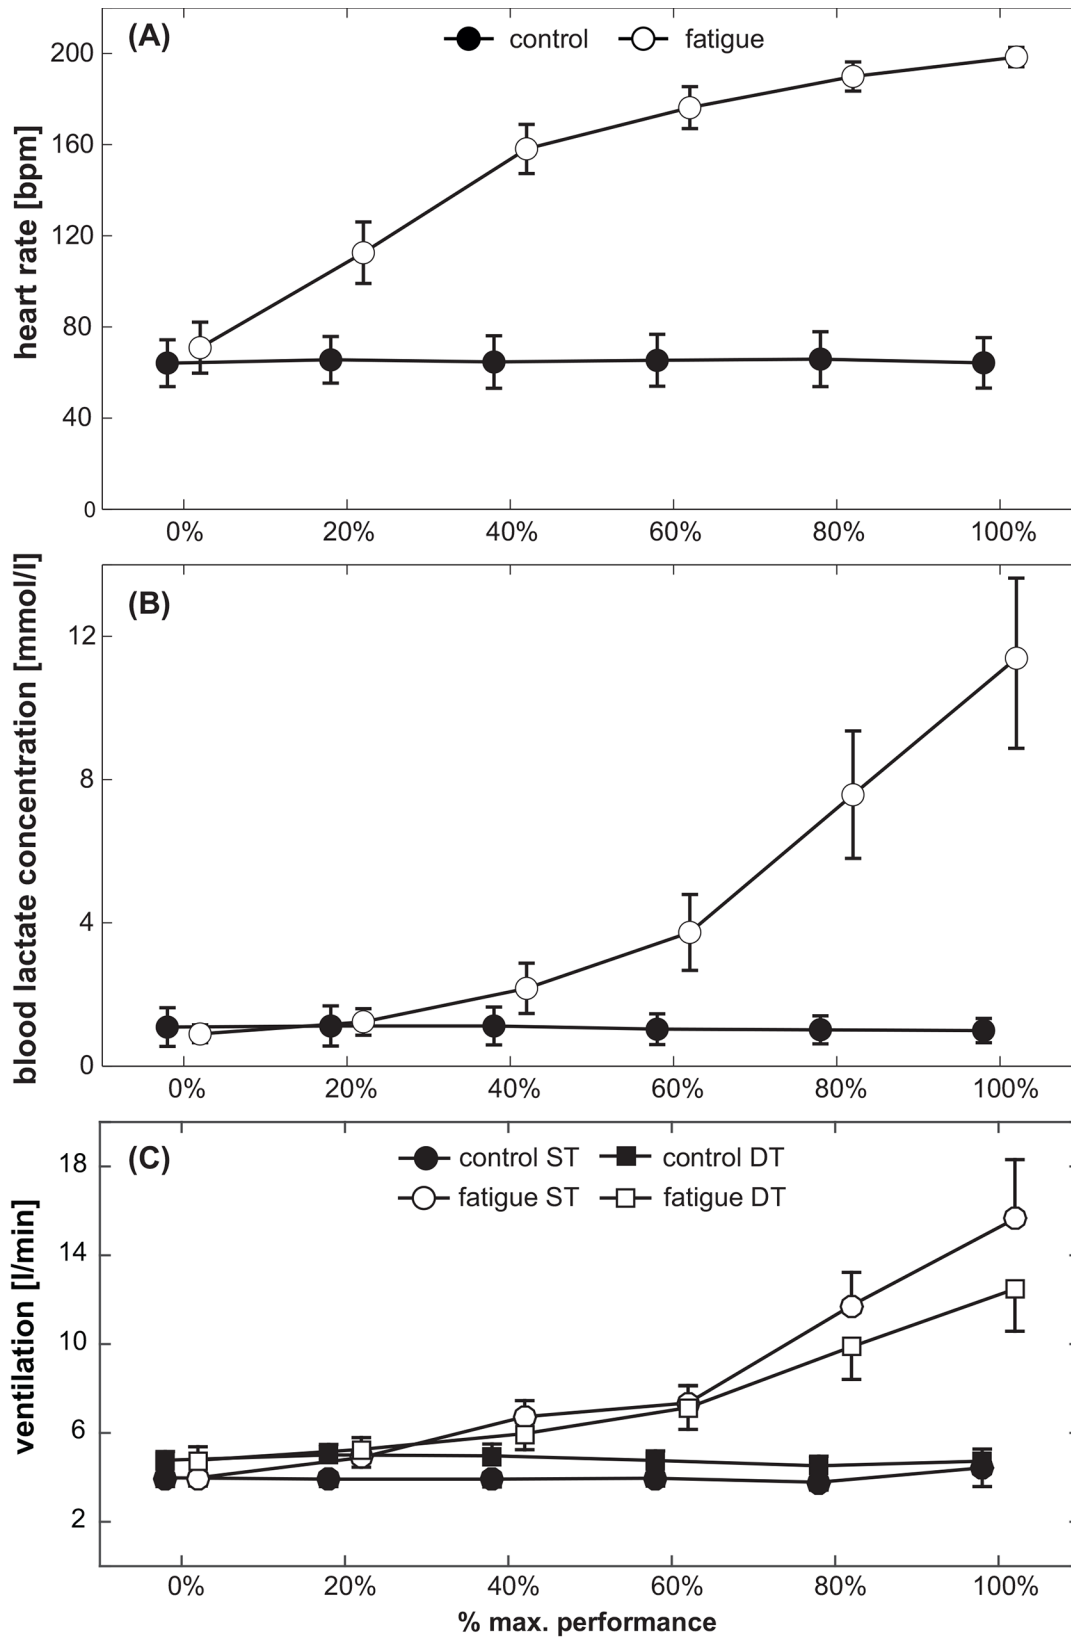 (A)
control fatigue
heart rate [bpm]
200
160
120
80
40
0
0% 20% 40% 60% 80% 100%
(B)
blood lactate concentration [mmol/l]
12
8
4
0
0% 20% 40% 60% 80% 100%
(C)
control ST control DT
fatigue ST fatigue DT
ventilation [l/min]
18
14
10
6
2
0% 20% 40% 60% 80% 100%
% max. performance